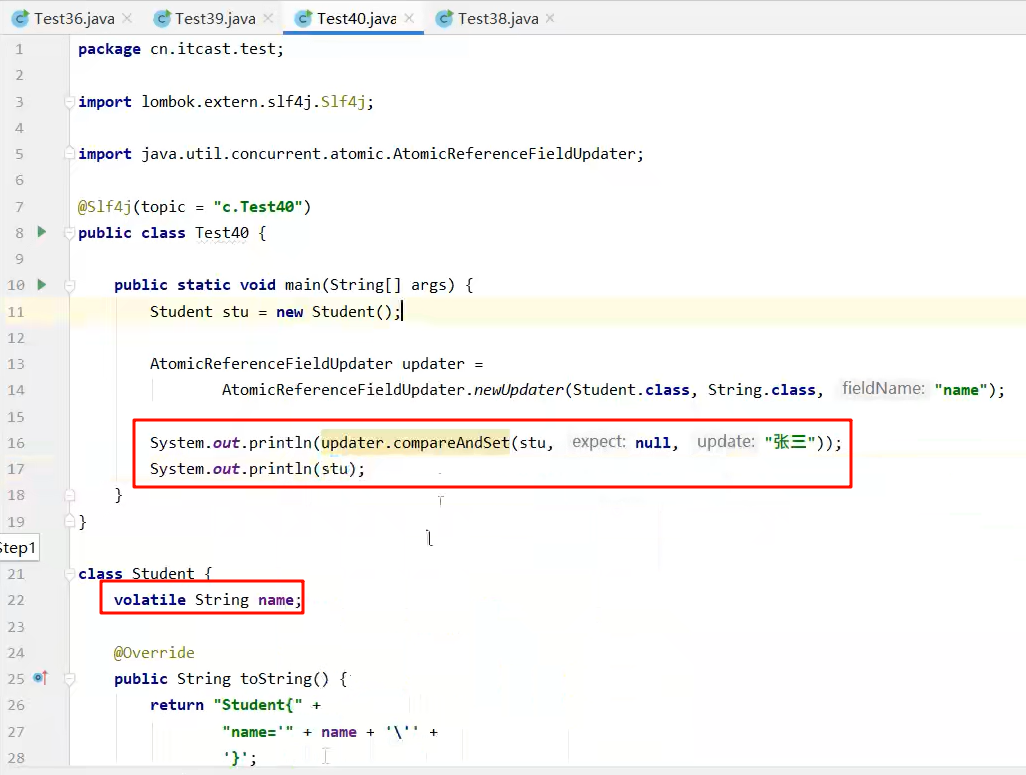 Test36.java × Test39.java × Test40.java × Test38.java ×
1 package cn.itcast.test;
2
3 import lombok.extern.slf4j.Slf4j;
4
5 import java.util.concurrent.atomic.AtomicReferenceFieldUpdater;
6
7 @Slf4j(topic = "c.Test40")
8 public class Test40 {
9
10 public static void main(String[] args) {
11 Student stu = new Student();
12
13 AtomicReferenceFieldUpdater updater =
14 AtomicReferenceFieldUpdater.newUpdater(Student.class, String.class, fieldName: "name");
15
16 System.out.println(updater.compareAndSet(stu, expect: null, update: "张三"));
17 System.out.println(stu);
18 }
19 }
Step1
21 class Student {
22 volatile String name;
23
24 @Override
25 public String toString() {
26 return "Student{" +
27 "name='" + name + '\'' +
28 '}';